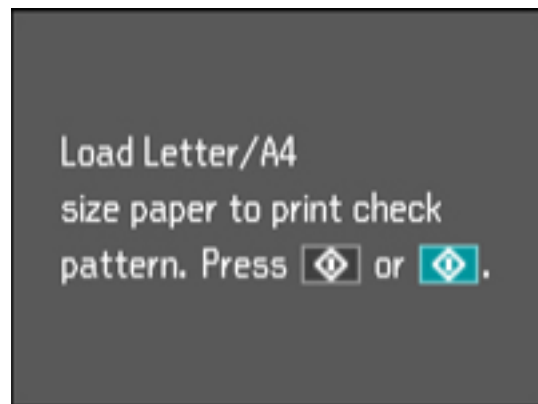 Load Letter/A4
size paper to print check
pattern. Press or .